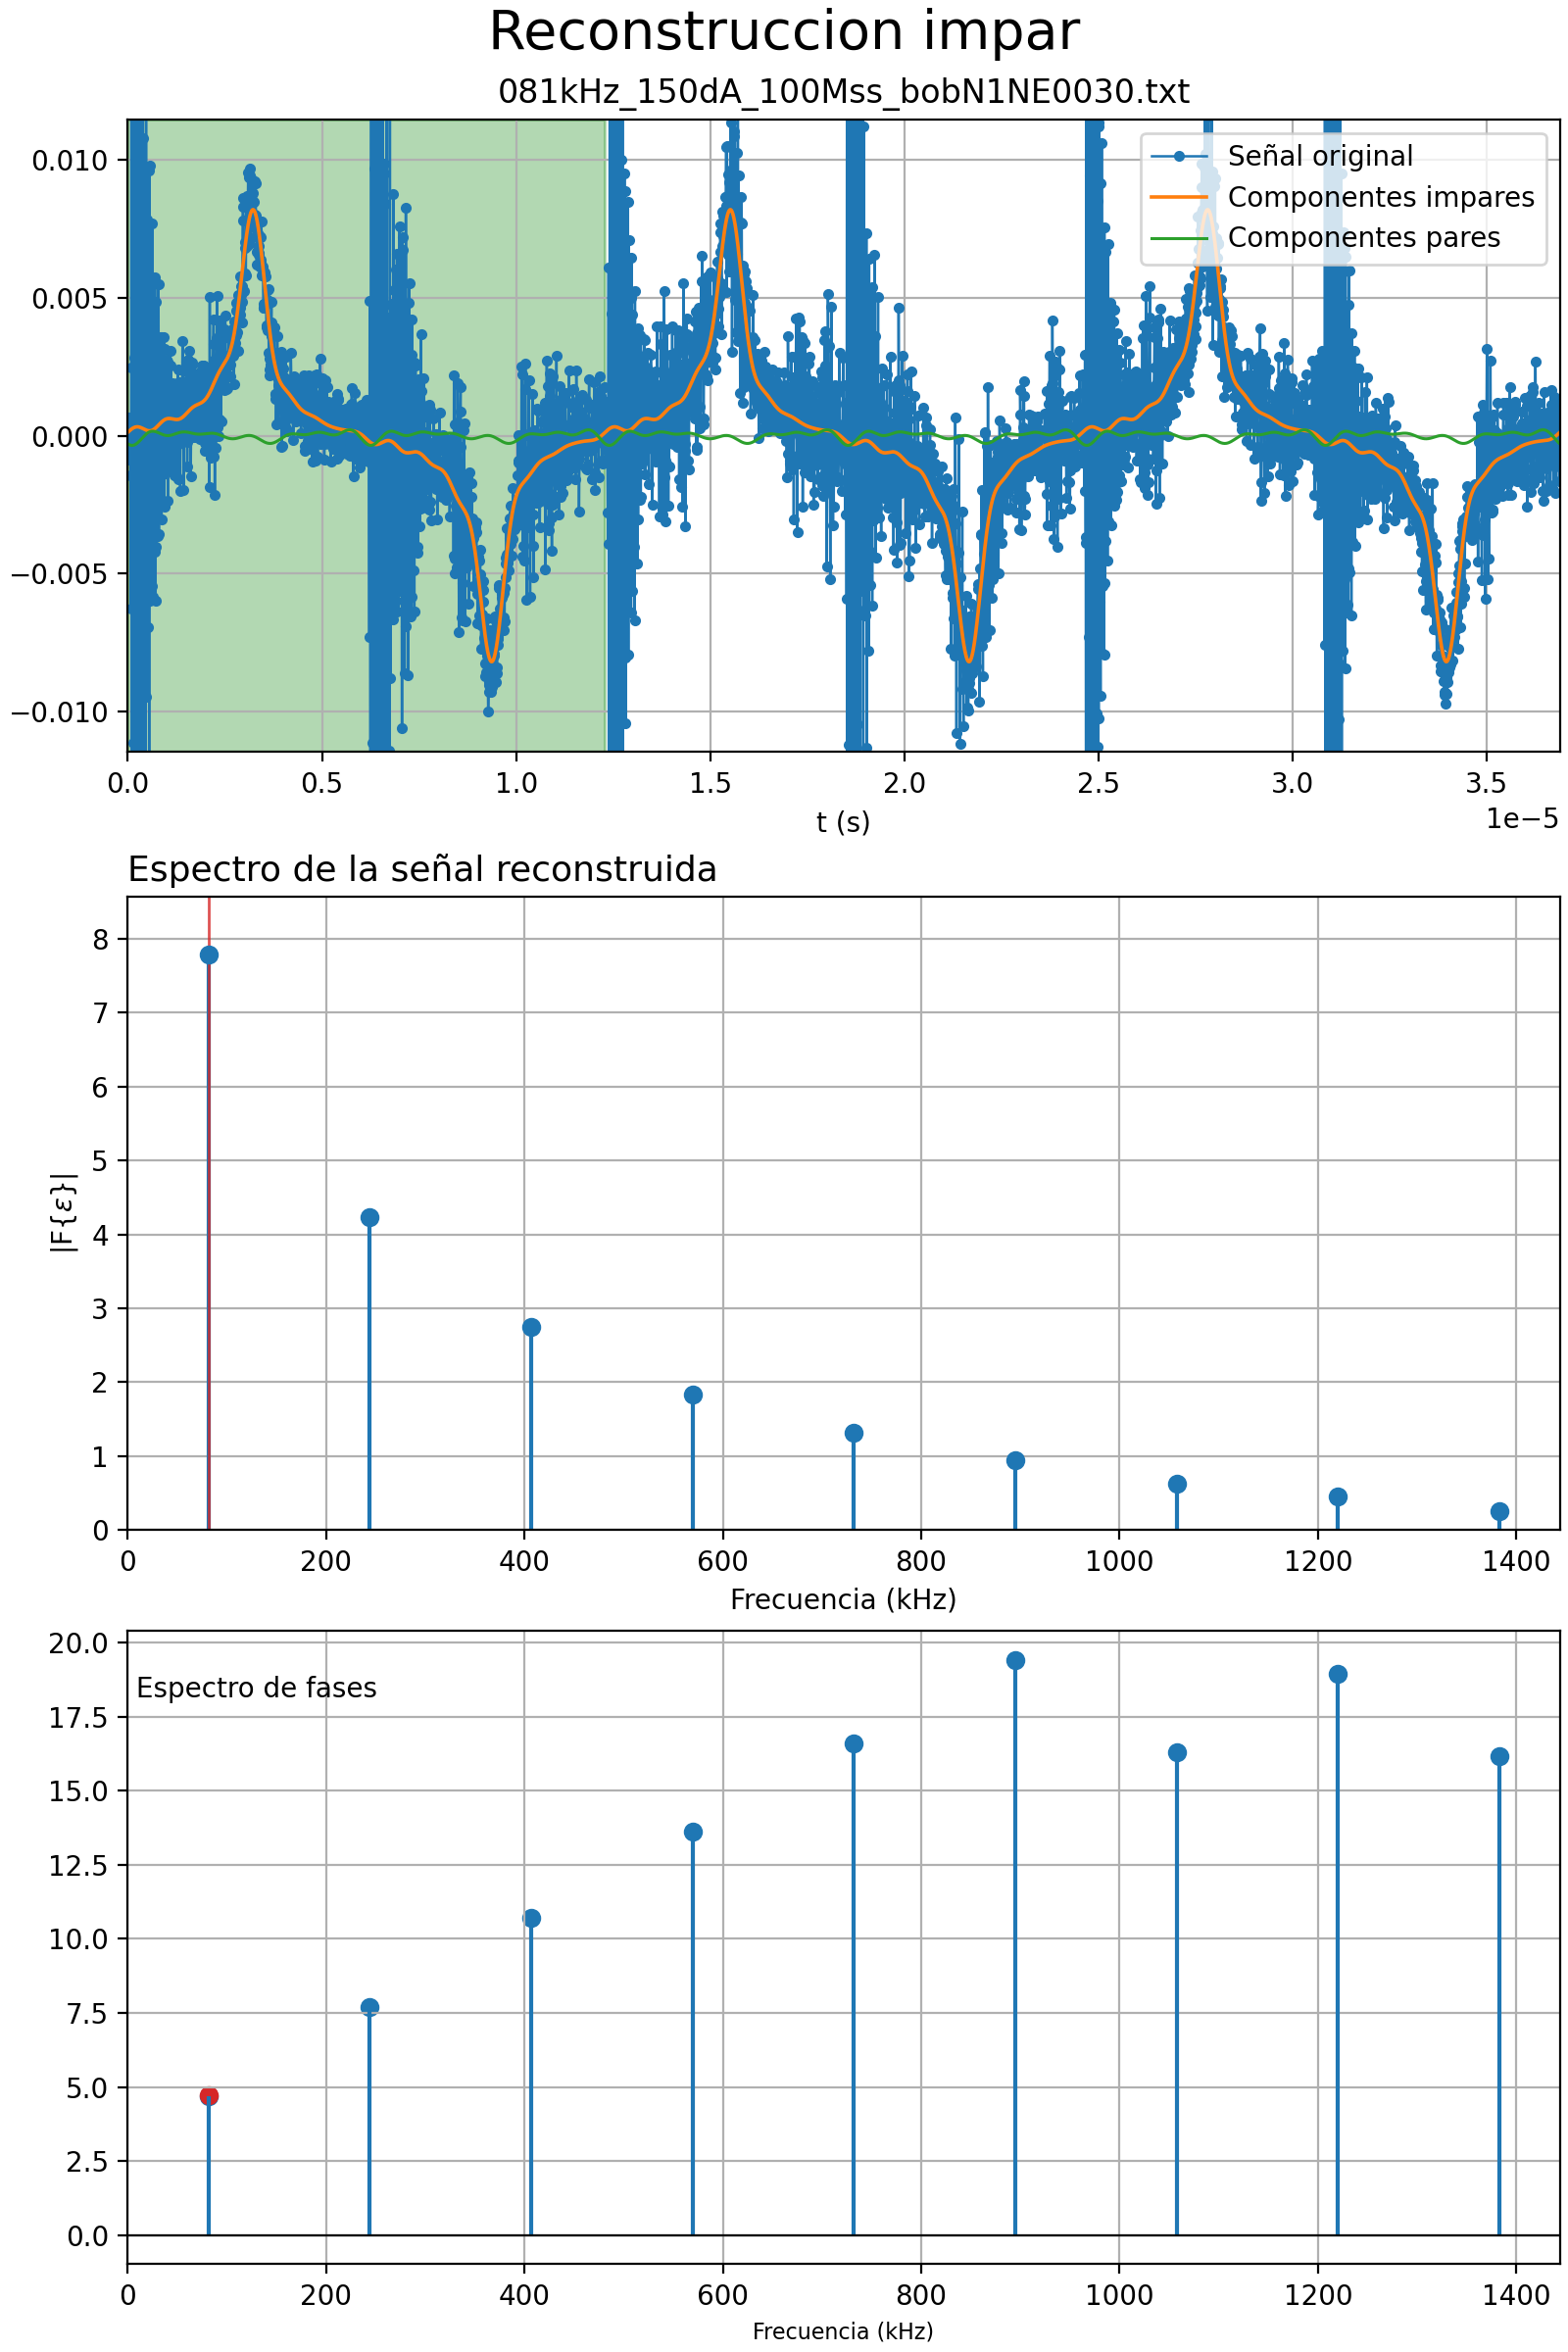 Reconstruccion impar
081kHz_150dA_100Mss_bobN1NE0030.txt
0.010
0.005
0.000
−0.005
−0.010
Señal original
Componentes impares
Componentes pares
0.0 0.5 1.0 1.5 2.0 2.5 3.0 3.5
1e−5
t (s)
Espectro de la señal reconstruida
8
7
6
5
4
3
2
1
0
|F{ε}|
0 200 400 600 800 1000 1200 1400
Frecuencia (kHz)
20.0
17.5
15.0
12.5
10.0
7.5
5.0
2.5
0.0
Espectro de fases
0 200 400 600 800 1000 1200 1400
Frecuencia (kHz)